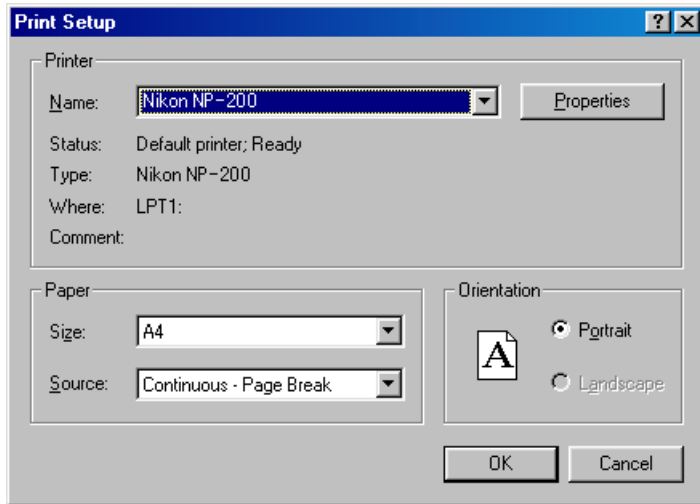 Print Setup
Printer
Name: Nikon NP-200 Properties
Status: Default printer; Ready
Type: Nikon NP-200
Where: LPT1:
Comment:
Paper
Size: A4
Source: Continuous - Page Break
Orientation
A
Portrait
Landscape
OK Cancel